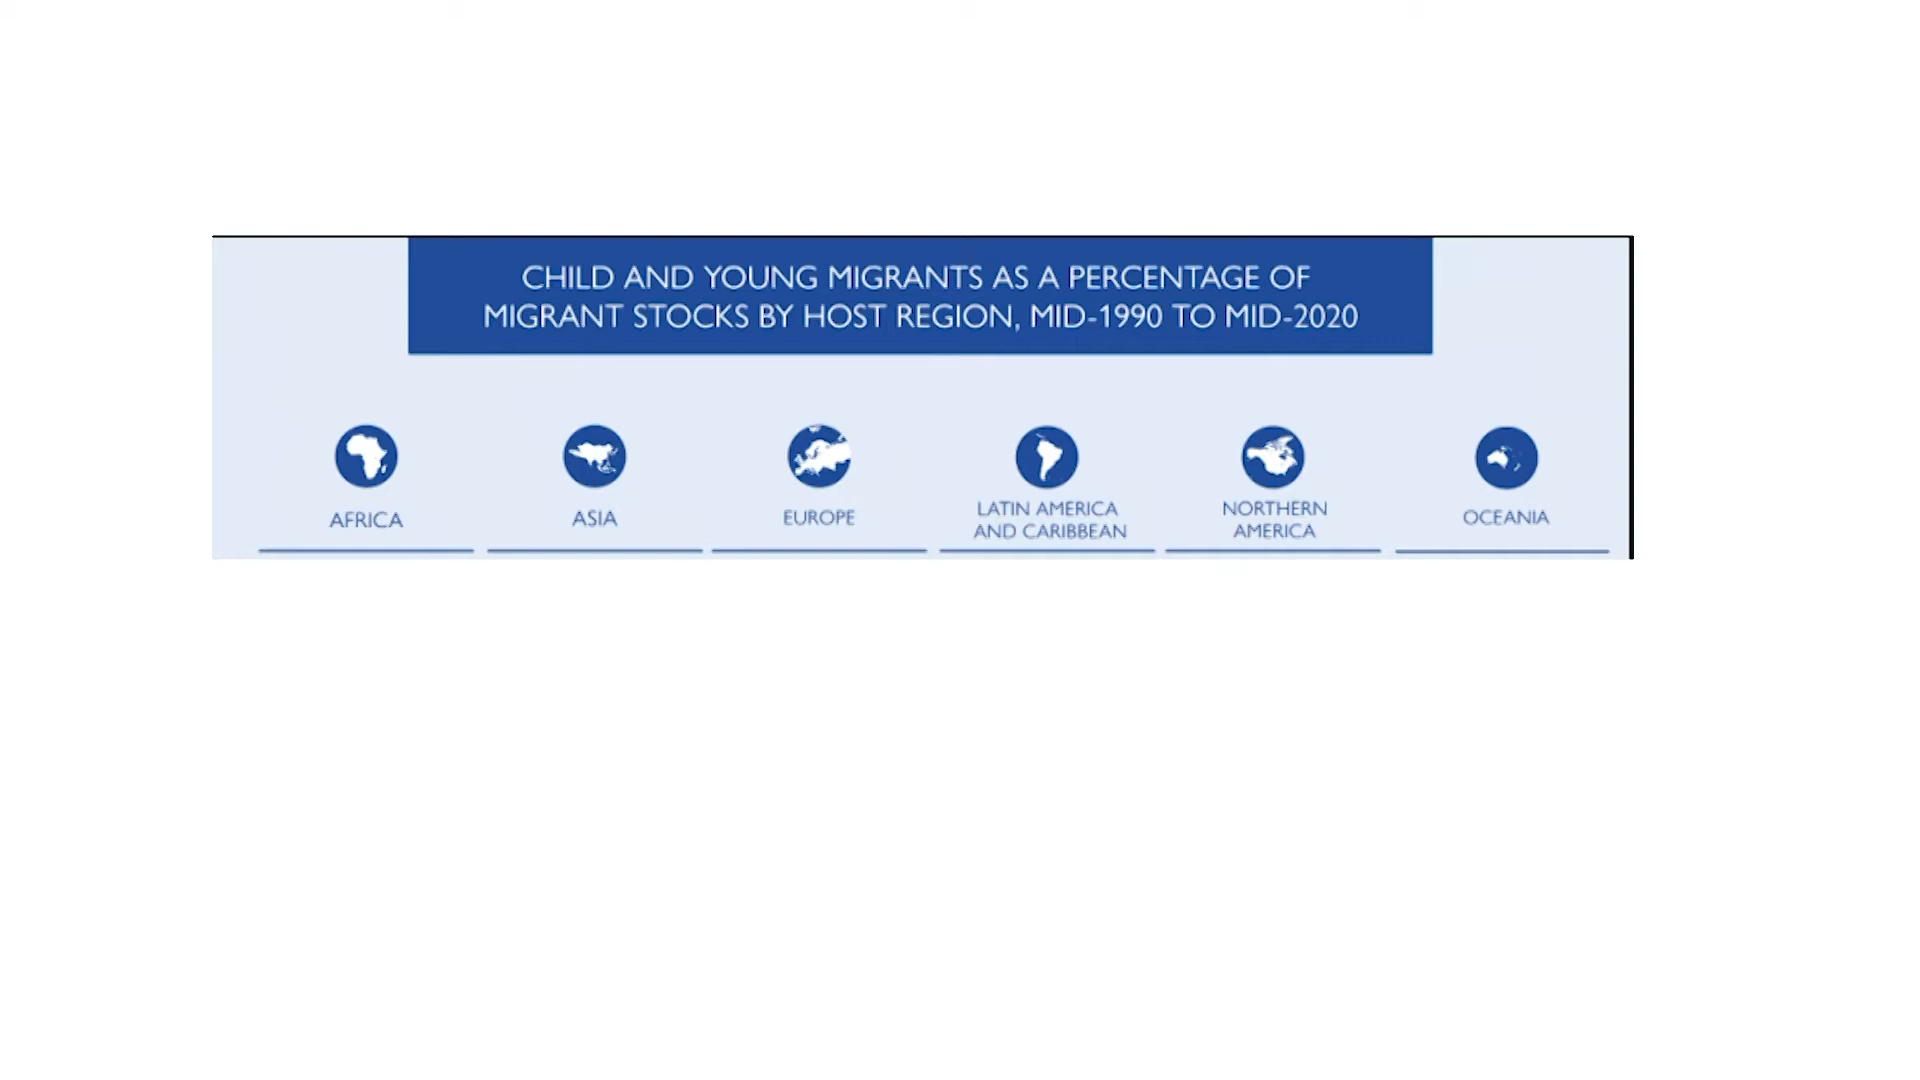 CHILD AND YOUNG MIGRANTS AS A PERCENTAGE OF
MIGRANT STOCKS BY HOST REGION, MID-1990 TO MID-2020
AFRICA
ASIA
EUROPE
LATIN AMERICA
AND CARIBBEAN
NORTHERN
AMERICA
OCEANIA